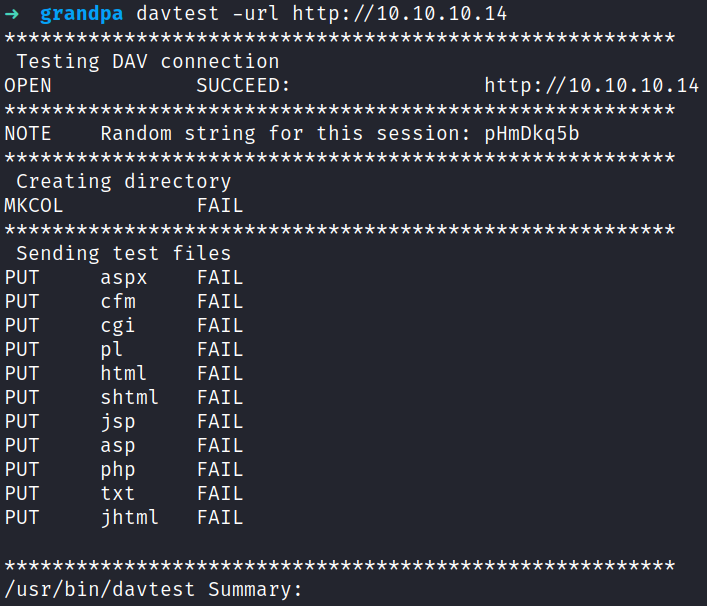 → grandpa davtest -url http://10.10.10.14
********************************************************
Testing DAV connection
OPEN SUCCEED: http://10.10.10.14
********************************************************
NOTE Random string for this session: pHmDkq5b
********************************************************
Creating directory
MKCOL FAIL
********************************************************
Sending test files
PUT aspx FAIL
PUT cfm FAIL
PUT cgi FAIL
PUT pl FAIL
PUT html FAIL
PUT shtml FAIL
PUT jsp FAIL
PUT asp FAIL
PUT php FAIL
PUT txt FAIL
PUT jhtml FAIL
********************************************************
/usr/bin/davtest Summary: